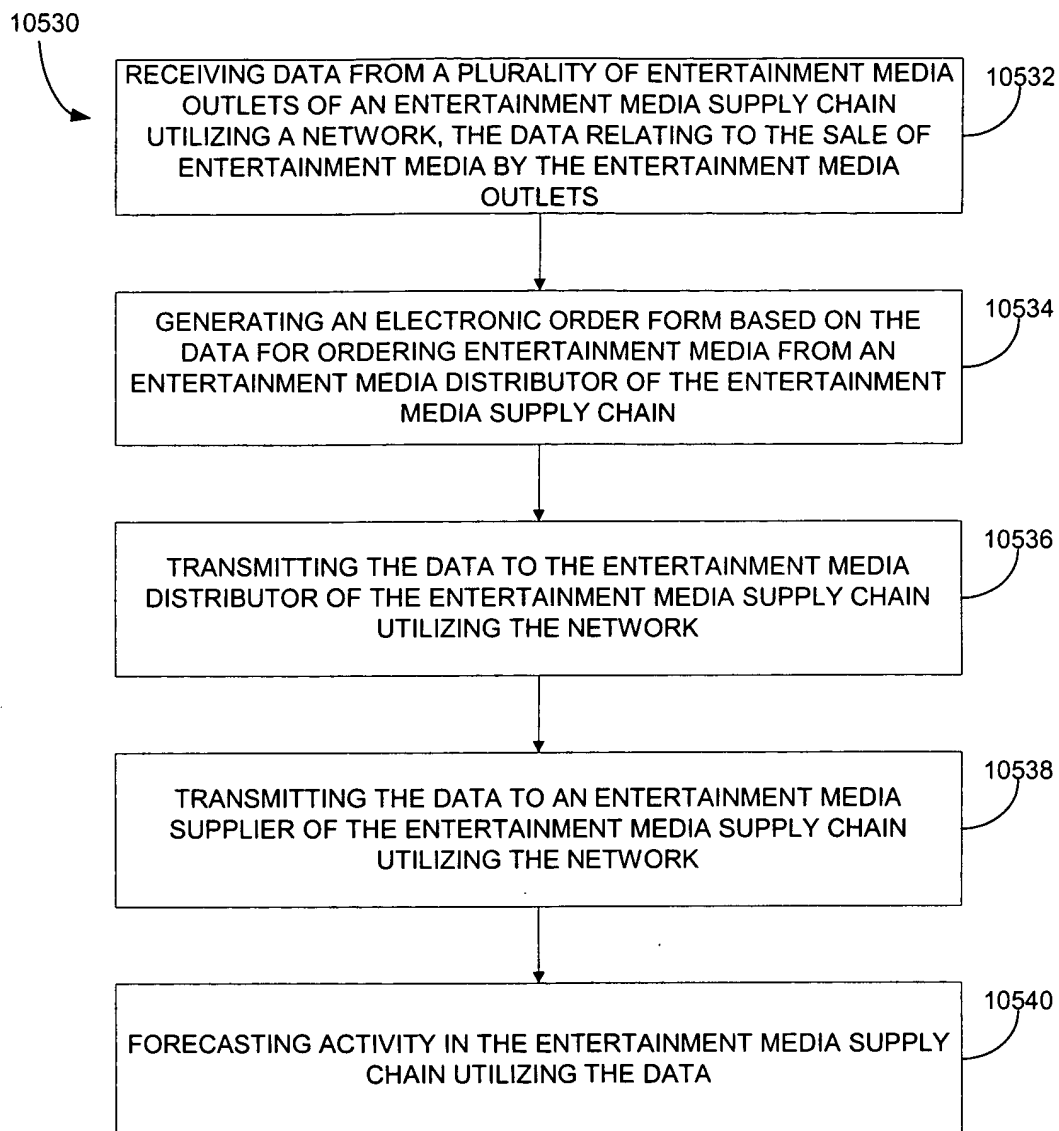 10530
RECEIVING DATA FROM A PLURALITY OF ENTERTAINMENT MEDIA
OUTLETS OF AN ENTERTAINMENT MEDIA SUPPLY CHAIN
UTILIZING A NETWORK, THE DATA RELATING TO THE SALE OF
ENTERTAINMENT MEDIA BY THE ENTERTAINMENT MEDIA
OUTLETS
10532
GENERATING AN ELECTRONIC ORDER FORM BASED ON THE
DATA FOR ORDERING ENTERTAINMENT MEDIA FROM AN
ENTERTAINMENT MEDIA DISTRIBUTOR OF THE ENTERTAINMENT
MEDIA SUPPLY CHAIN
10534
TRANSMITTING THE DATA TO THE ENTERTAINMENT MEDIA
DISTRIBUTOR OF THE ENTERTAINMENT MEDIA SUPPLY CHAIN
UTILIZING THE NETWORK
10536
TRANSMITTING THE DATA TO AN ENTERTAINMENT MEDIA
SUPPLIER OF THE ENTERTAINMENT MEDIA SUPPLY CHAIN
UTILIZING THE NETWORK
10538
FORECASTING ACTIVITY IN THE ENTERTAINMENT MEDIA SUPPLY
CHAIN UTILIZING THE DATA
10540